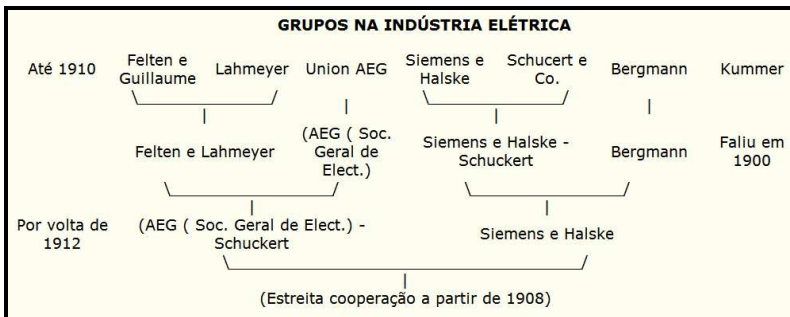 GRUPOS NA INDÚSTRIA ELÉTRICA
Até 1910
Felten e
Guillaume
Lahmeyer
Union AEG
Siemens e
Halske
Schucert e
Co.
Bergmann
Kummer
Felten e Lahmeyer
(AEG ( Soc.
Geral de
Elect.)
Siemens e Halske -
Schuckert
Bergmann
Faliu em
1900
Por volta de
1912
(AEG ( Soc. Geral de Elect.) -
Schuckert
Siemens e Halske
(Estreita cooperação a partir de 1908)